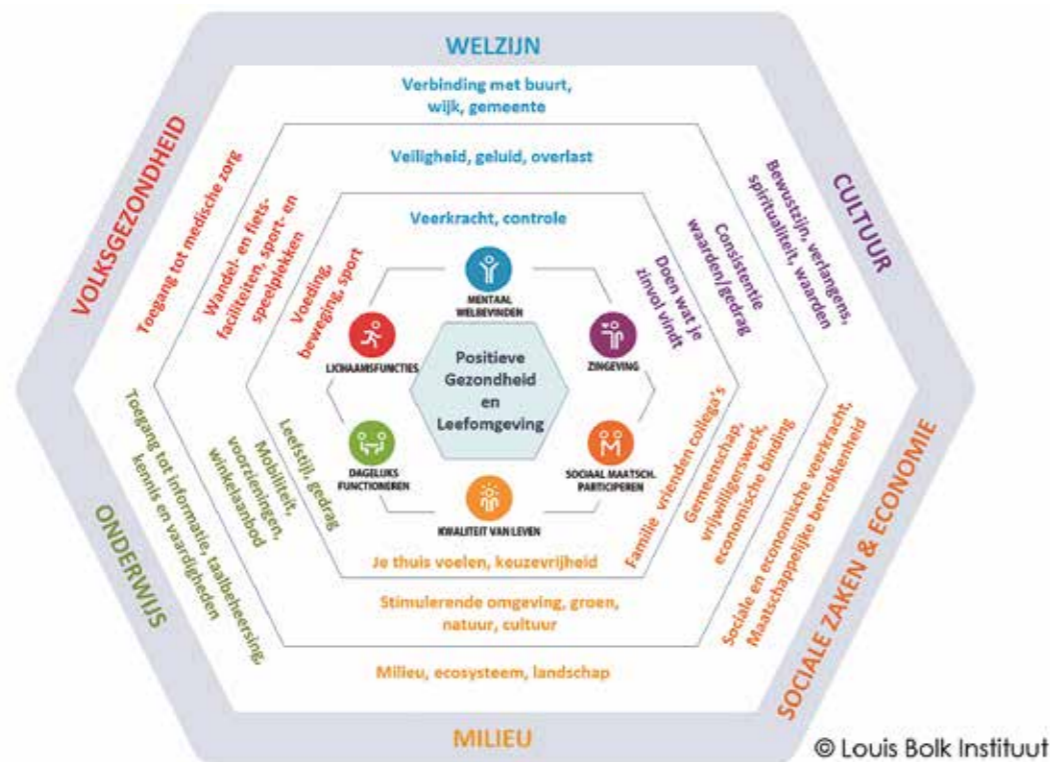 WELZIJN
Verbinding met buurt,
wijk, gemeente
Veiligheid, geluid, overlast
Veerkracht, controle
MENTAAL
WELBEVINDEN
CULTUUR
Bewustzijn, verlangens,
spiritualiteit, waarden
Consistentie
waarden/gedrag
Doen wat je
zinvol vindt
ZINGEVING
SOCIALE ZAKEN & ECONOMIE
Sociale en economische veerkracht,
Maatschappelijke betrokkenheid
Gemeenschap,
vrijwilligerswerk,
economische binding
Familie vrienden collega's
SOCIAAL MAATSCH.
PARTICIPEREN
MILIEU
Milieu, ecosysteem, landschap
Stimulerende omgeving, groen,
natuur, cultuur
Je thuis voelen, keuzevrijheid
KWALITEIT VAN LEVEN
ONDERWIJS
Toegang tot informatie, taalbeheersing,
kennis en vaardigheden
Mobiliteit,
voorzieningen,
winkelaanbod
Leefstijl, gedrag
DAGELIJKS
FUNCTIONEREN
VOLKSGEZONDHEID
Toegang tot medische zorg
Wandel- en fiets-
faciliteiten, sport- en
speelplekken
Voeding,
beweging, sport
LICHAAMSFUNCTIES
Positieve
Gezondheid
en
Leefomgeving
© Louis Bolk Instituut